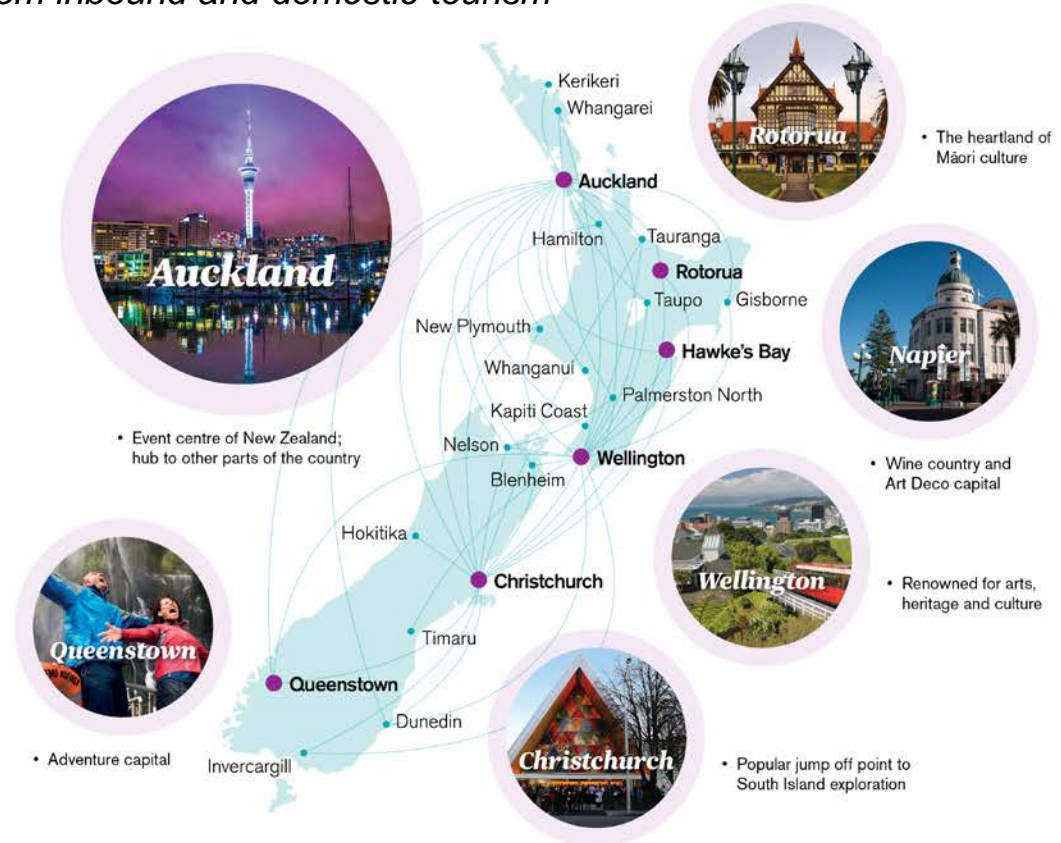 om inbound and domestic tourism
Kerikeri
Whangarei
Auckland
Hamilton
Tauranga
Rotorua
Taupo
Gisborne
New Plymouth
Hawke's Bay
Whanganui
Palmerston North
Kapiti Coast
Nelson
Wellington
Blenheim
Hokitika
Christchurch
Timaru
Queenstown
Dunedin
Invercargill
Auckland
• Event centre of New Zealand;
hub to other parts of the country
Rotorua
• The heartland of
Māori culture
Napier
• Wine country and
Art Deco capital
Wellington
• Renowned for arts,
heritage and culture
Queenstown
• Adventure capital
Christchurch
• Popular jump off point to
South Island exploration